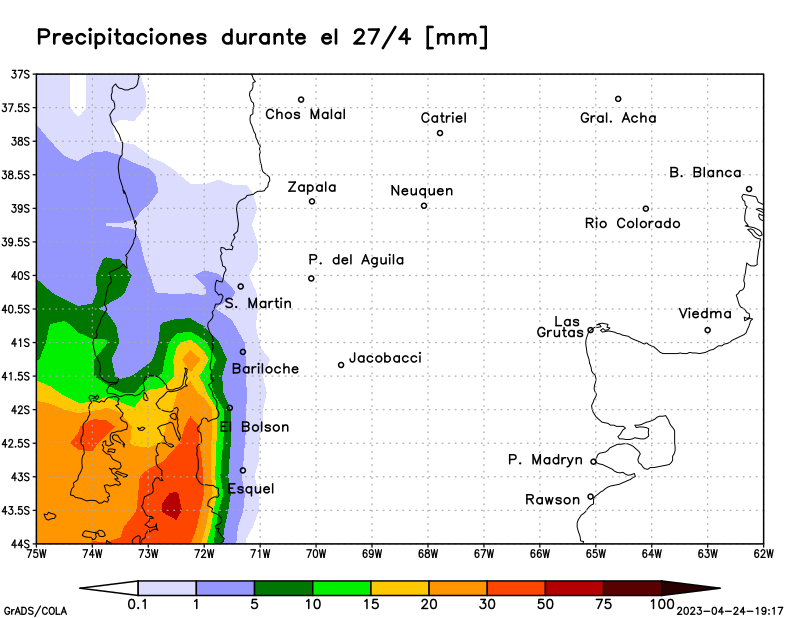 Precipitaciones durante el 27/4 [mm]
37S
37.5S
Chos Malal
Catriel
Gral. Acha
38S
38.5S
B. Blanca
Zapala
Neuquen
39S
Rio Colorado
39.5S
P. del Aguila
40S
S. Martin
40.5S
Las
Grutas
Viedma
41S
Bariloche
Jacobacci
41.5S
42S
El Bolson
42.5S
P. Madryn
43S
Esquel
Rawson
43.5S
44S
75W 74W 73W 72W 71W 70W 69W 68W 67W 66W 65W 64W 63W 62W
0.1 1 5 10 15 20 30 50 75 100
GrADS/COLA
2023-04-24-19:17